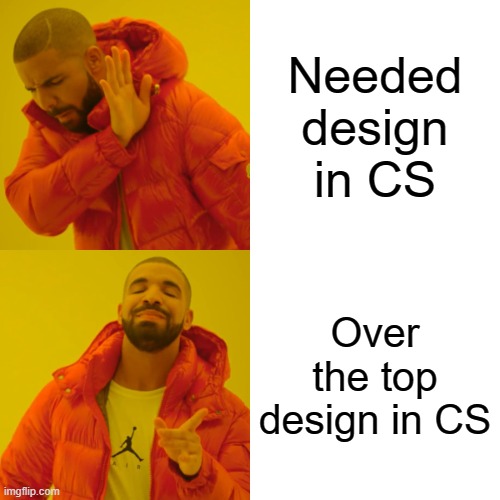 Needed
design
in CS
Over
the top
design in CS
imgflip.com